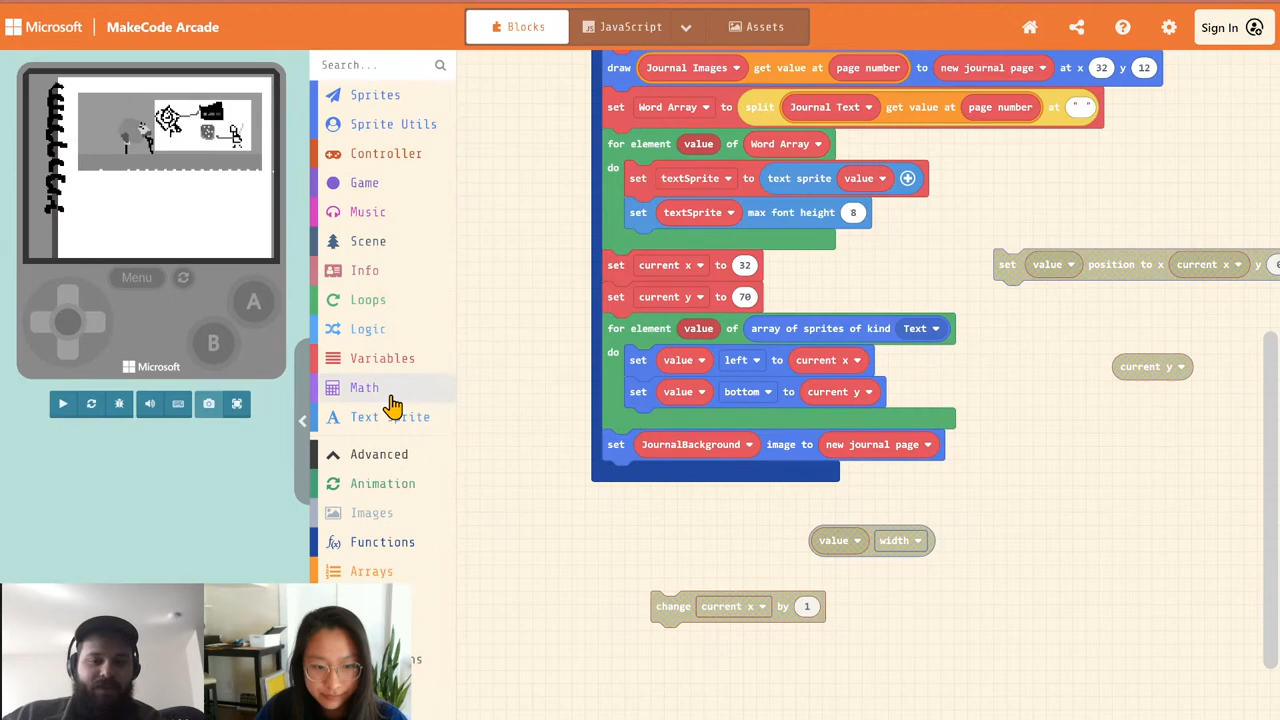 Microsoft MakeCode Arcade Blocks JavaScript Assets Sign In
Search...
Sprites
Sprite Utils
Controller
Game
Music
Scene
Info
Loops
Logic
Variables
Math
Text Sprite
Advanced
Animation
Images
Functions
Arrays
ns
Menu
A
B
Microsoft
draw Journal Images get value at page number to new journal page at x 32 y 12
set Word Array to split Journal Text get value at page number at " "
for element value of Word Array
do
set textSprite to text sprite value
set textSprite max font height 8
set current x to 32
set current y to 70
for element value of array of sprites of kind Text
do
set value left to current x
set value bottom to current y
set JournalBackground image to new journal page
set value position to x current x y
current y
value width
change current x by 1